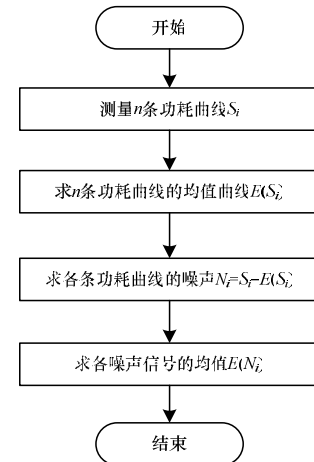 开始
测量n条功耗曲线Si
求n条功耗曲线的均值曲线E(Si)
求各条功耗曲线的噪声Ni=Si−E(Si)
求各噪声信号的均值E(Ni)
结束